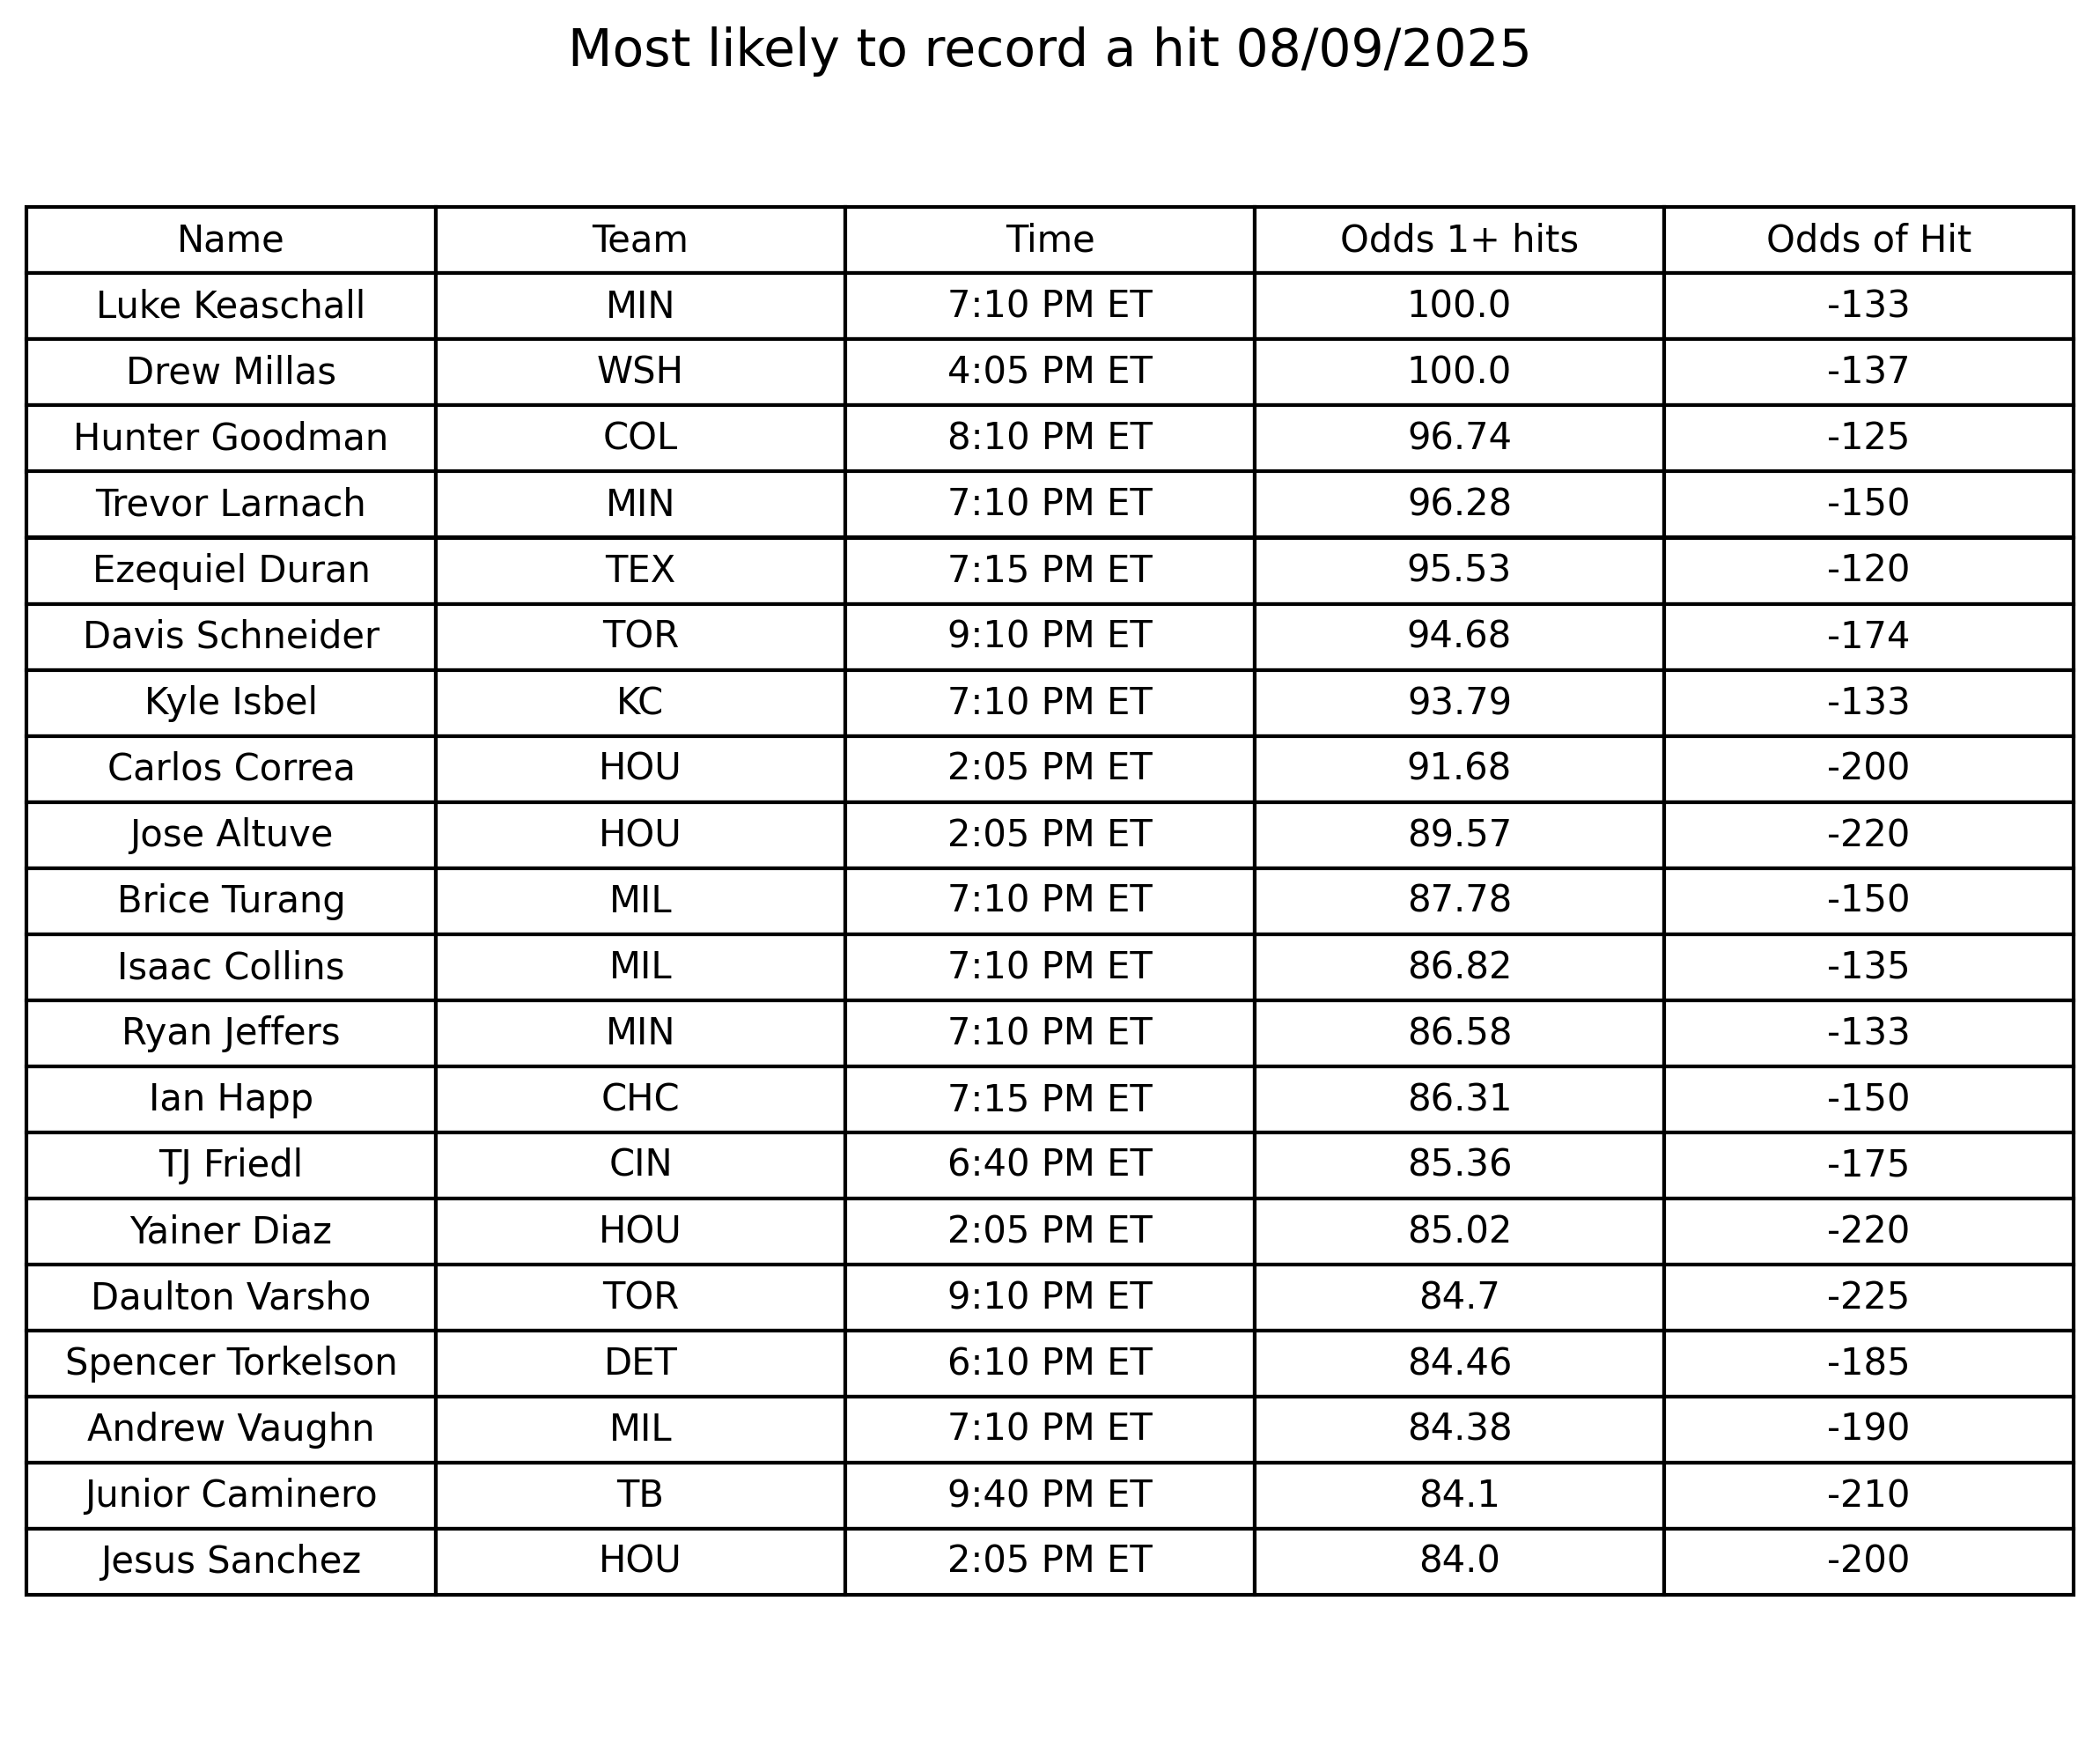 Most likely to record a hit 08/09/2025
Name Team Time Odds 1+ hits Odds of Hit
Luke Keaschall MIN 7:10 PM ET 100.0 -133
Drew Millas WSH 4:05 PM ET 100.0 -137
Hunter Goodman COL 8:10 PM ET 96.74 -125
Trevor Larnach MIN 7:10 PM ET 96.28 -150
Ezequiel Duran TEX 7:15 PM ET 95.53 -120
Davis Schneider TOR 9:10 PM ET 94.68 -174
Kyle Isbel KC 7:10 PM ET 93.79 -133
Carlos Correa HOU 2:05 PM ET 91.68 -200
Jose Altuve HOU 2:05 PM ET 89.57 -220
Brice Turang MIL 7:10 PM ET 87.78 -150
Isaac Collins MIL 7:10 PM ET 86.82 -135
Ryan Jeffers MIN 7:10 PM ET 86.58 -133
Ian Happ CHC 7:15 PM ET 86.31 -150
TJ Friedl CIN 6:40 PM ET 85.36 -175
Yainer Diaz HOU 2:05 PM ET 85.02 -220
Daulton Varsho TOR 9:10 PM ET 84.7 -225
Spencer Torkelson DET 6:10 PM ET 84.46 -185
Andrew Vaughn MIL 7:10 PM ET 84.38 -190
Junior Caminero TB 9:40 PM ET 84.1 -210
Jesus Sanchez HOU 2:05 PM ET 84.0 -200